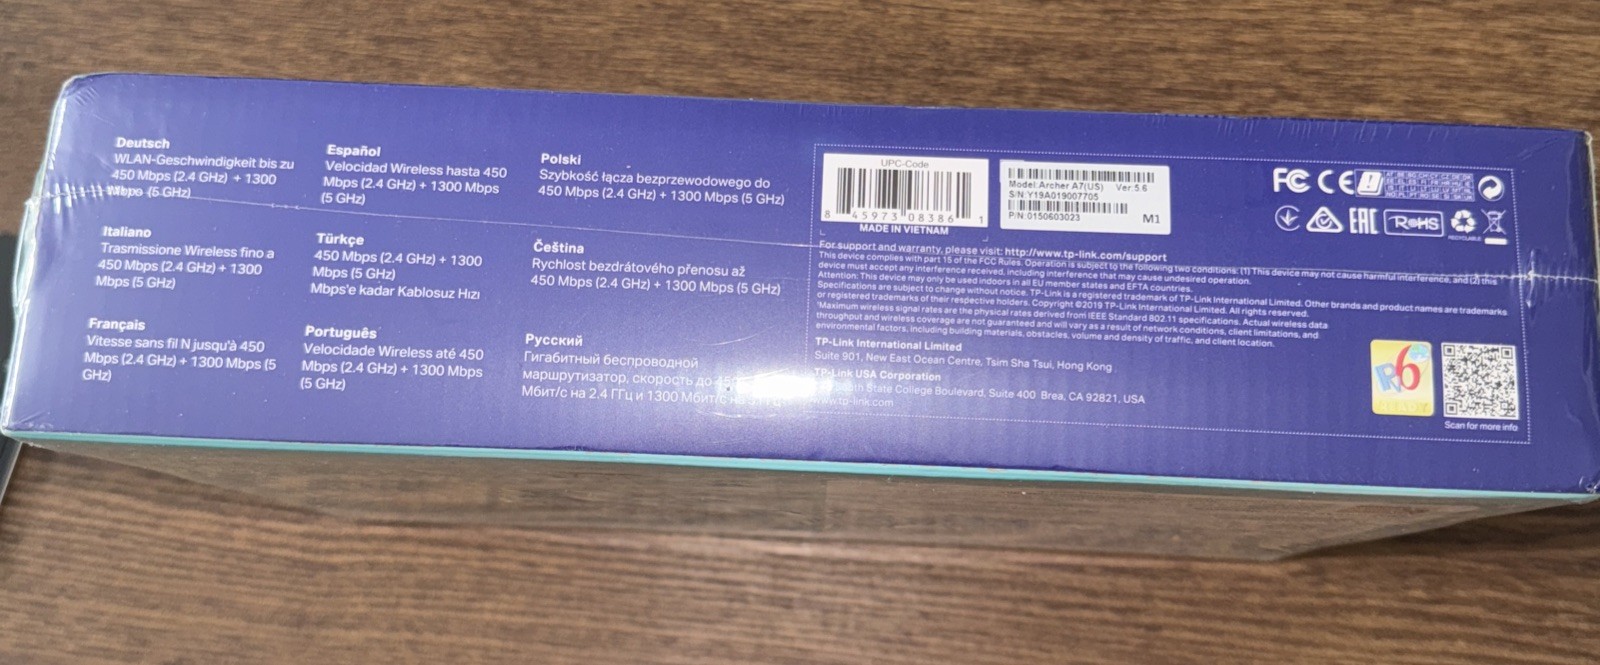 Deutsch
WLAN-Geschwindigkeit bis zu
450 Mbps (2.4 GHz) + 1300
Mbps (5 GHz)
Español
Velocidad Wireless hasta 450
Mbps (2.4 GHz) + 1300 Mbps
(5 GHz)
Polski
Szybkość łącza bezprzewodowego do
450 Mbps (2.4 GHz) + 1300 Mbps (5 GHz)
Italiano
Trasmissione Wireless fino a
450 Mbps (2.4 GHz) + 1300
Mbps (5 GHz)
Türkçe
450 Mbps (2.4 GHz) + 1300
Mbps (5 GHz)
Mbps'e kadar Kablosuz Hızı
Čeština
Rychlost bezdrátového přenosu až
450 Mbps (2.4 GHz) + 1300 Mbps (5 GHz)
Français
Vitesse sans fil N jusqu'à 450
Mbps (2.4 GHz) + 1300 Mbps (5
GHz)
Português
Velocidade Wireless até 450
Mbps (2.4 GHz) + 1300 Mbps
(5 GHz)
Русский
Гигабитный беспроводной
маршрутизатор, скорость до 450
Мбит/с на 2.4 ГГц и 1300 Мбит/с на
UPC-Code
8 45973 08386 1
MADE IN VIETNAM
Model:Archer A7(US) Ver:5.6
S/N:Y19A019007705
P/N:0150603023 M1
FC CE
EAC RoHS
RECYCLABLE
For support and warranty, please visit: http://www.tp-link.com/support
This device complies with part 15 of the FCC Rules. Operation is subject to the following two conditions: (1) This device may not cause harmful interference, and (2) this
device must accept any interference received, including interference that may cause undesired operation.
Attention: This device may only be used indoors in all EU member states and EFTA countries.
Specifications are subject to change without notice. TP-Link is a registered trademark of TP-Link International Limited. Other brands and product names are trademarks
or registered trademarks of their respective holders. Copyright ©2019 TP-Link International Limited. All rights reserved.
*Maximum wireless signal rates are the physical rates derived from IEEE Standard 802.11 specifications. Actual wireless data
throughput and wireless coverage are not guaranteed and will vary as a result of network conditions, client limitations, and
environmental factors, including building materials, obstacles, volume and density of traffic, and client location.
TP-Link International Limited
Suite 901, New East Ocean Centre, Tsim Sha Tsui, Hong Kong
TP-Link USA Corporation
South State College Boulevard, Suite 400 Brea, CA 92821, USA
www.tp-link.com
IPv6
READY
Scan for more info